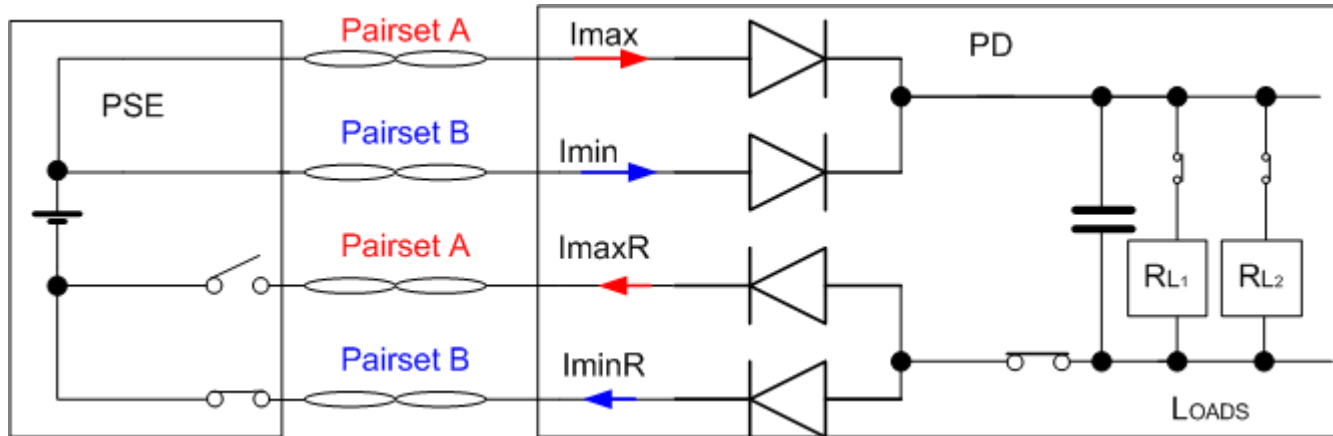 Pairset A
Imax
PD
PSE
Pairset B
Imin
Pairset A
ImaxR
RL1
RL2
Pairset B
IminR
LOADS